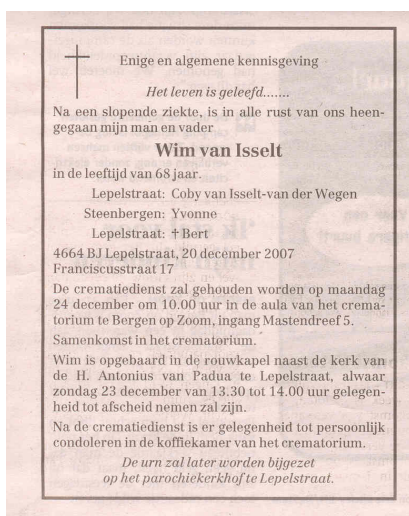 Enige en algemene kennisgeving
Het leven is geleefd.......
Na een slopende ziekte, is in alle rust van ons heen-
gegaan mijn man en vader
Wim van Isselt
in de leeftijd van 68 jaar.
Lepelstraat: Coby van Isselt-van der Wegen
Steenbergen: Yvonne
Lepelstraat: † Bert
4664 BJ Lepelstraat, 20 december 2007
Franciscusstraat 17
De crematiedienst zal gehouden worden op maandag
24 december om 10.00 uur in de aula van het crema-
torium te Bergen op Zoom, ingang Mastendreef 5.
Samenkomst in het crematorium.
Wim is opgebaard in de rouwkapel naast de kerk van
de H. Antonius van Padua te Lepelstraat, alwaar
zondag 23 december van 13.30 tot 14.00 uur gelegen-
heid tot afscheid nemen zal zijn.
Na de crematiedienst is er gelegenheid tot persoonlijk
condoleren in de koffiekamer van het crematorium.
De urn zal later worden bijgezet
op het parochiekerkhof te Lepelstraat.